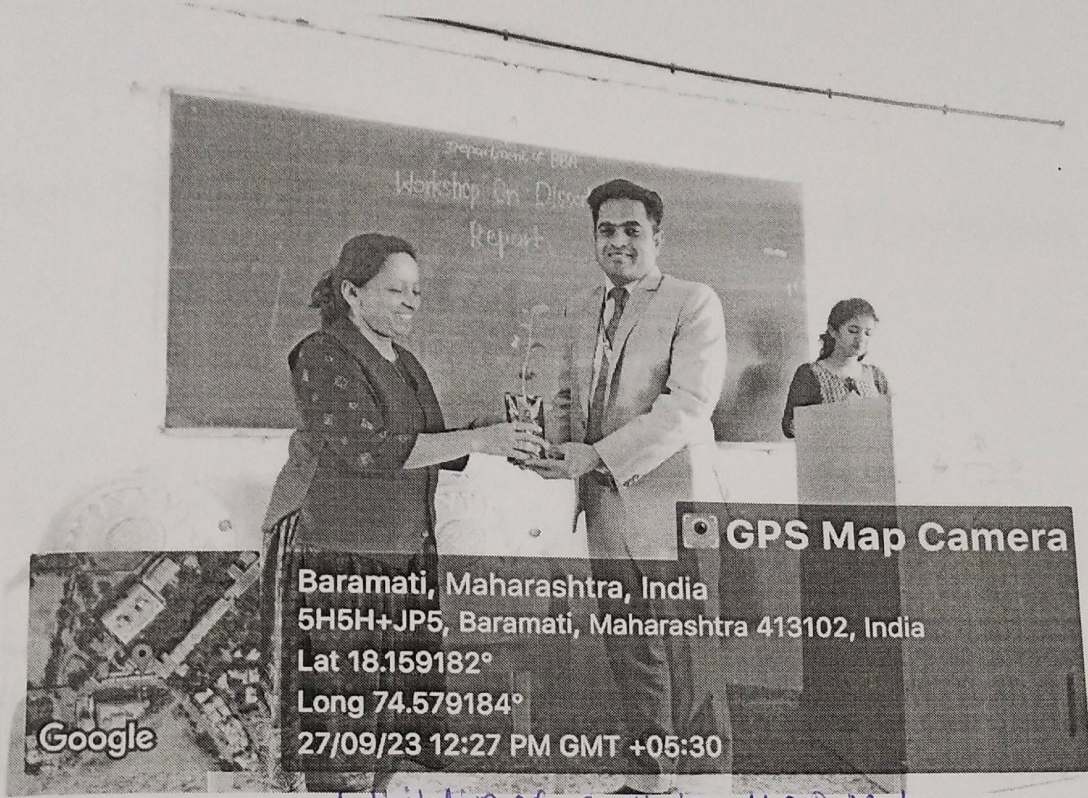 Department of BBA
Workshop On
Report
GPS Map Camera
Baramati, Maharashtra, India
5H5H+JP5, Baramati, Maharashtra 413102, India
Lat 18.159182°
Long 74.579184°
27/09/23 12:27 PM GMT +05:30
Google